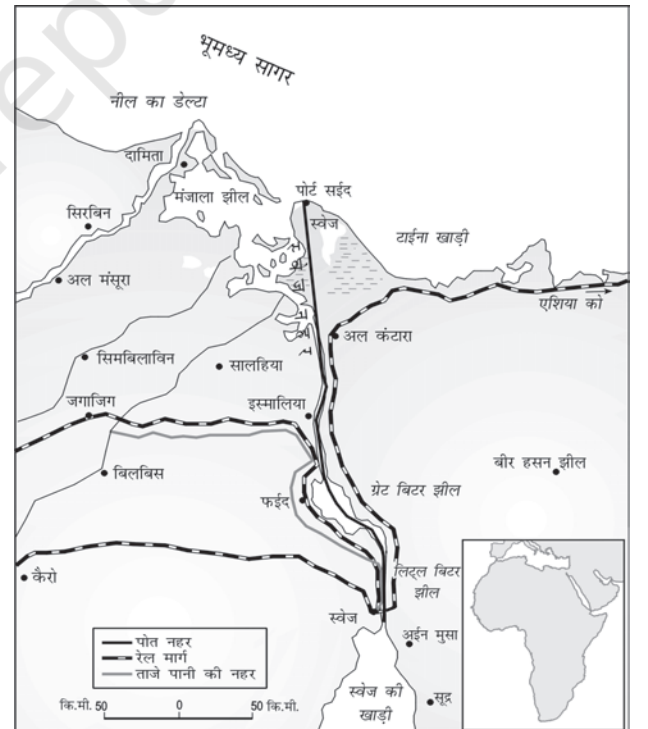 भूमध्य सागर
नील का डेल्टा
दामिता
मंजाला झील
पोर्ट सईद
स्वेज
सिरबिन
टाईना खाड़ी
अल मंसूरा
एशिया को
अल कंटारा
सिमबिलाविन
सालहिया
जगाजिग
इस्मालिया
बीर हसन झील
बिलबिस
ग्रेट बिटर झील
फईद
कैरो
लिट्ल बिटर
झील
स्वेज
अईन मुसा
पोत नहर
रेल मार्ग
ताजे पानी की नहर
स्वेज की
खाड़ी
सूद्र
कि.मी. 50 0 50 कि.मी.